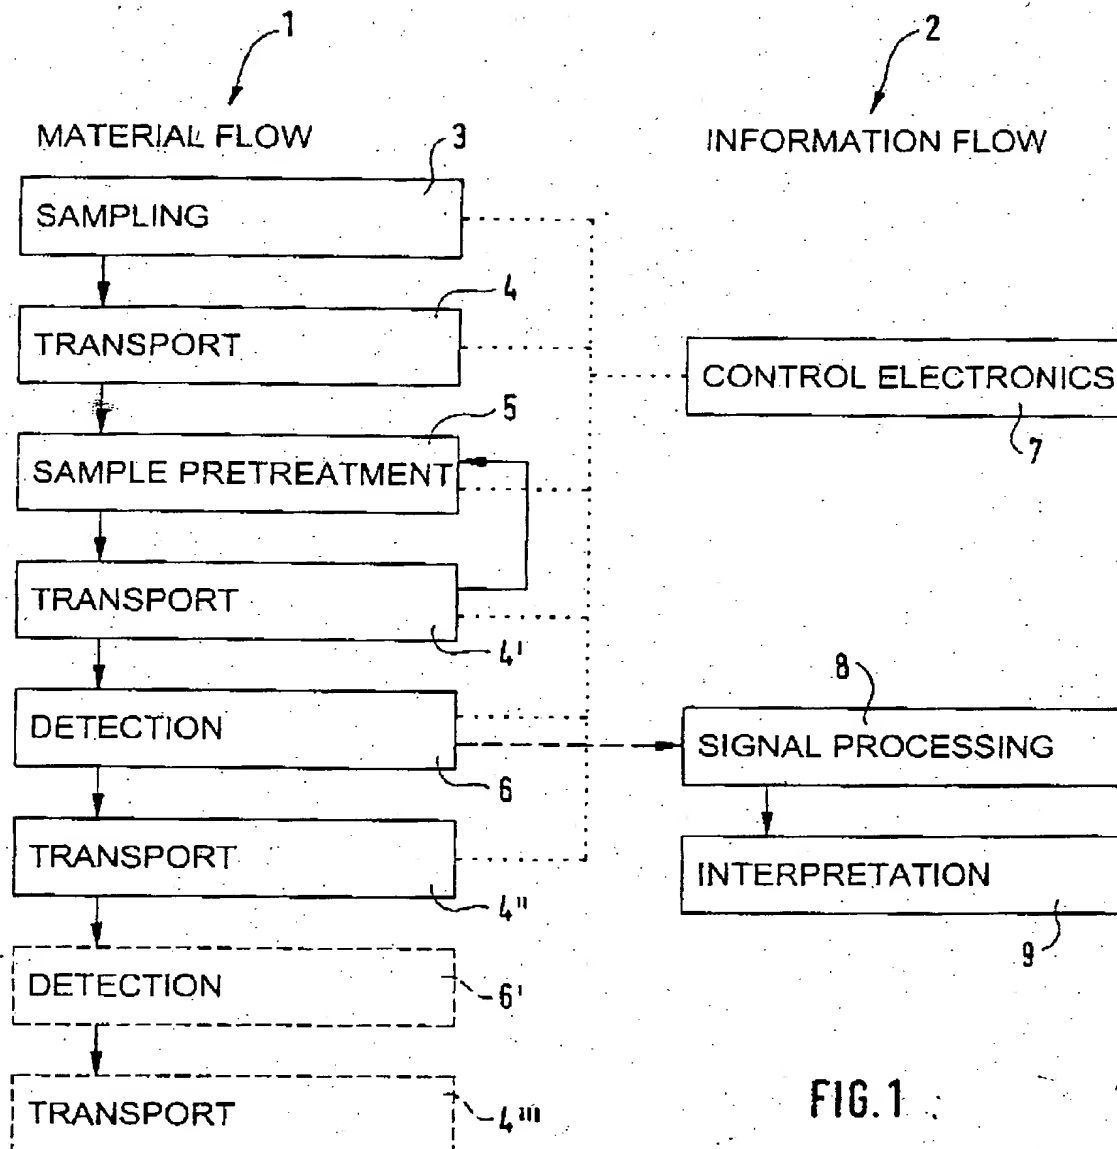 1
2
MATERIAL FLOW
INFORMATION FLOW
3
SAMPLING
4
TRANSPORT
CONTROL ELECTRONICS
7
5
SAMPLE PRETREATMENT
TRANSPORT
4'
8
DETECTION
SIGNAL PROCESSING
6
TRANSPORT
INTERPRETATION
4"
9
DETECTION
6'
TRANSPORT
4'''
FIG.1